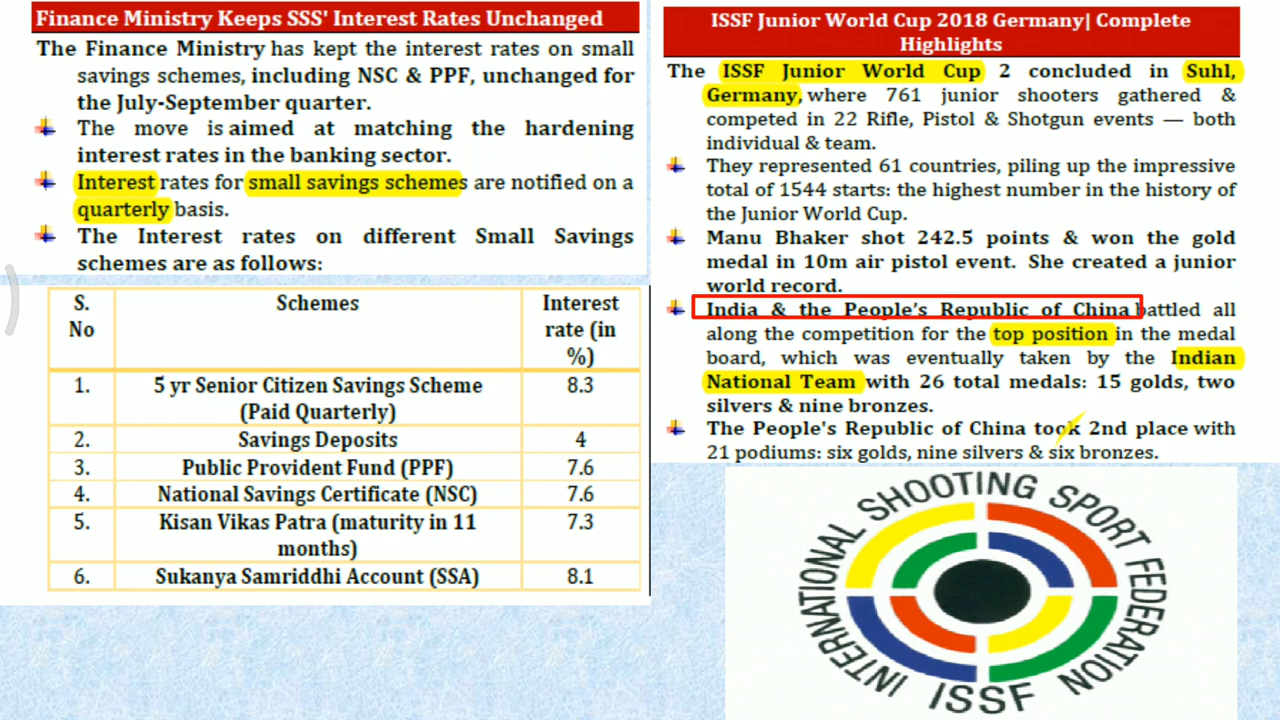 Finance Ministry Keeps SSS' Interest Rates Unchanged
The Finance Ministry has kept the interest rates on small
savings schemes, including NSC & PPF, unchanged for
the July-September quarter.
The move is aimed at matching the hardening
interest rates in the banking sector.
Interest rates for small savings schemes are notified on a
quarterly basis.
The Interest rates on different Small Savings
schemes are as follows:
S. No Schemes Interest rate (in %)
1. 5 yr Senior Citizen Savings Scheme (Paid Quarterly) 8.3
2. Savings Deposits 4
3. Public Provident Fund (PPF) 7.6
4. National Savings Certificate (NSC) 7.6
5. Kisan Vikas Patra (maturity in 11 months) 7.3
6. Sukanya Samriddhi Account (SSA) 8.1
ISSF Junior World Cup 2018 Germany| Complete
Highlights
The ISSF Junior World Cup 2 concluded in Suhl,
Germany, where 761 junior shooters gathered &
competed in 22 Rifle, Pistol & Shotgun events — both
individual & team.
They represented 61 countries, piling up the impressive
total of 1544 starts: the highest number in the history of
the Junior World Cup.
Manu Bhaker shot 242.5 points & won the gold
medal in 10m air pistol event. She created a junior
world record.
India & the People's Republic of China battled all
along the competition for the top position in the medal
board, which was eventually taken by the Indian
National Team with 26 total medals: 15 golds, two
silvers & nine bronzes.
The People's Republic of China took 2nd place with
21 podiums: six golds, nine silvers & six bronzes.
INTERNATIONAL SHOOTING SPORT FEDERATION
ISSF